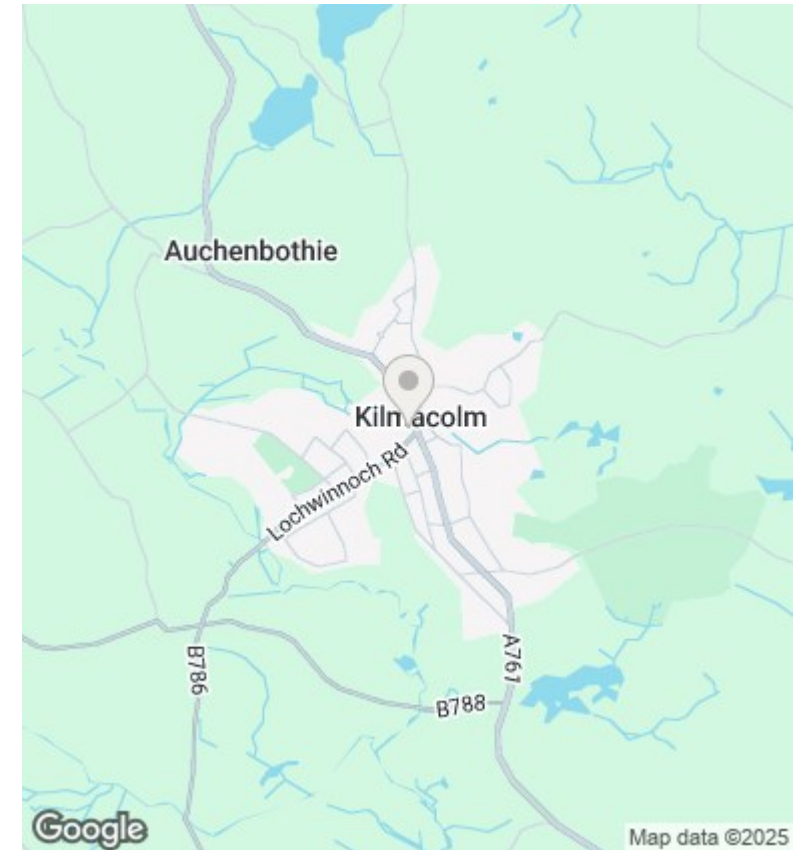 Auchenbothie
Kilmacolm
Lochwinnoch Rd
B786
A761
B788
Google
Map data ©2025